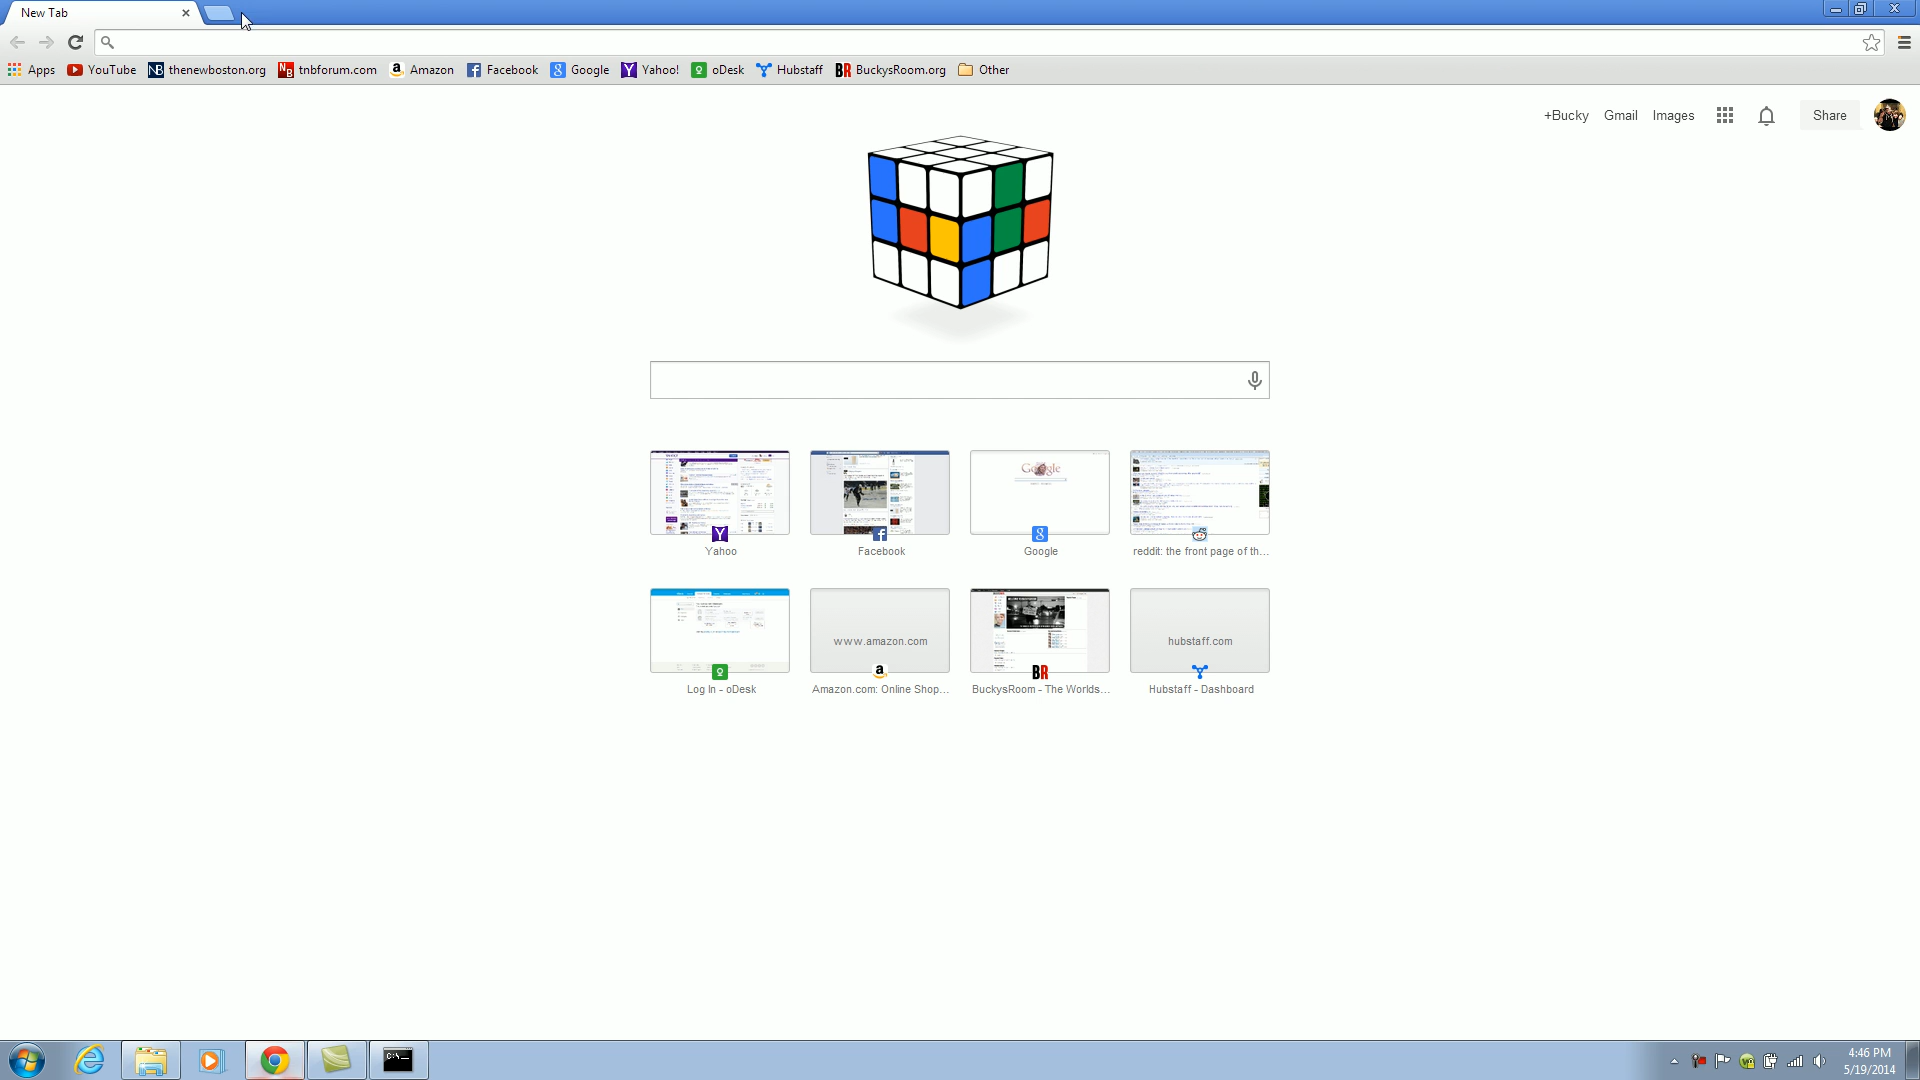 New Tab
Apps YouTube thenewboston.org tnbforum.com Amazon Facebook Google Yahoo! oDesk Hubstaff BuckysRoom.org Other
+Bucky Gmail Images Share
Google
Yahoo Facebook Google reddit: the front page of th...
www.amazon.com hubstaff.com
Log In - oDesk Amazon.com: Online Shop... BuckysRoom - The Worlds... Hubstaff - Dashboard
4:46 PM
5/19/2014